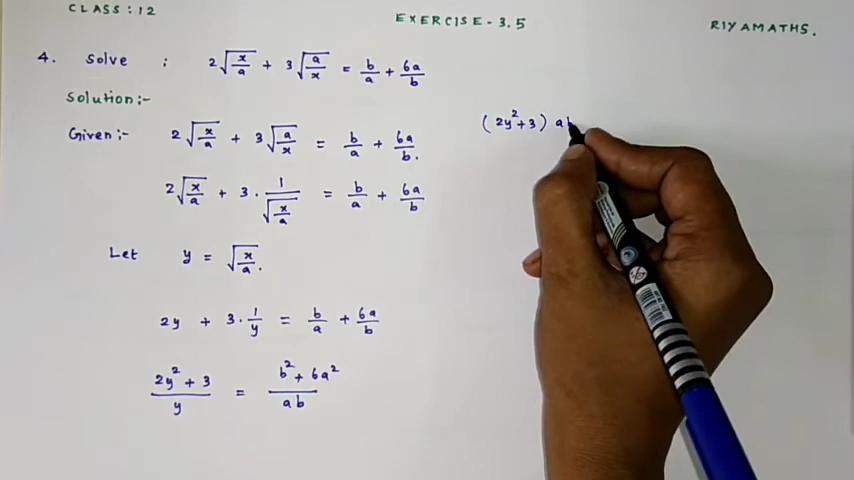 CLASS : 12
EXERCISE - 3.5
RIYAMATHS.
4. Solve : 2√(x/a) + 3√(a/x) = b/a + 6a/b
Solution:-
Given:- 2√(x/a) + 3√(a/x) = b/a + 6a/b.
2√(x/a) + 3 · 1/√(x/a) = b/a + 6a/b
Let y = √(x/a).
2y + 3 · 1/y = b/a + 6a/b
(2y² + 3)/y = (b² + 6a²)/ab
(2y² + 3) ab